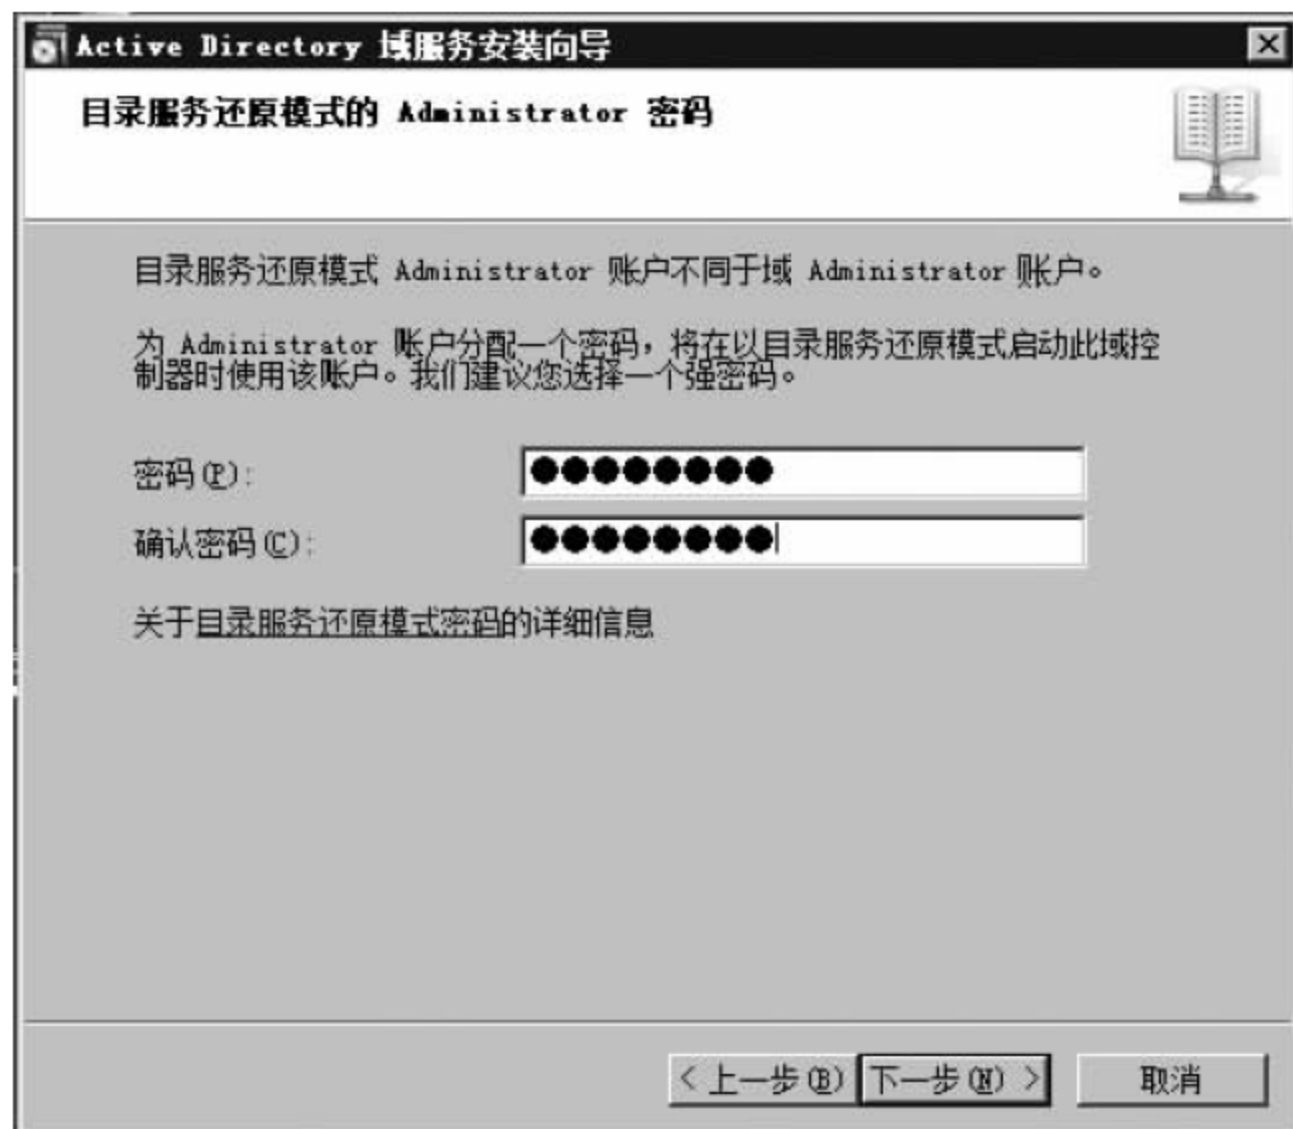 Active Directory 域服务安装向导
目录服务还原模式的 Administrator 密码
目录服务还原模式 Administrator 账户不同于域 Administrator 账户。
为 Administrator 账户分配一个密码，将在以目录服务还原模式启动此域控
制器时使用该账户。我们建议您选择一个强密码。
密码(P):
确认密码(C):
关于目录服务还原模式密码的详细信息
< 上一步(B) 下一步(N) > 取消